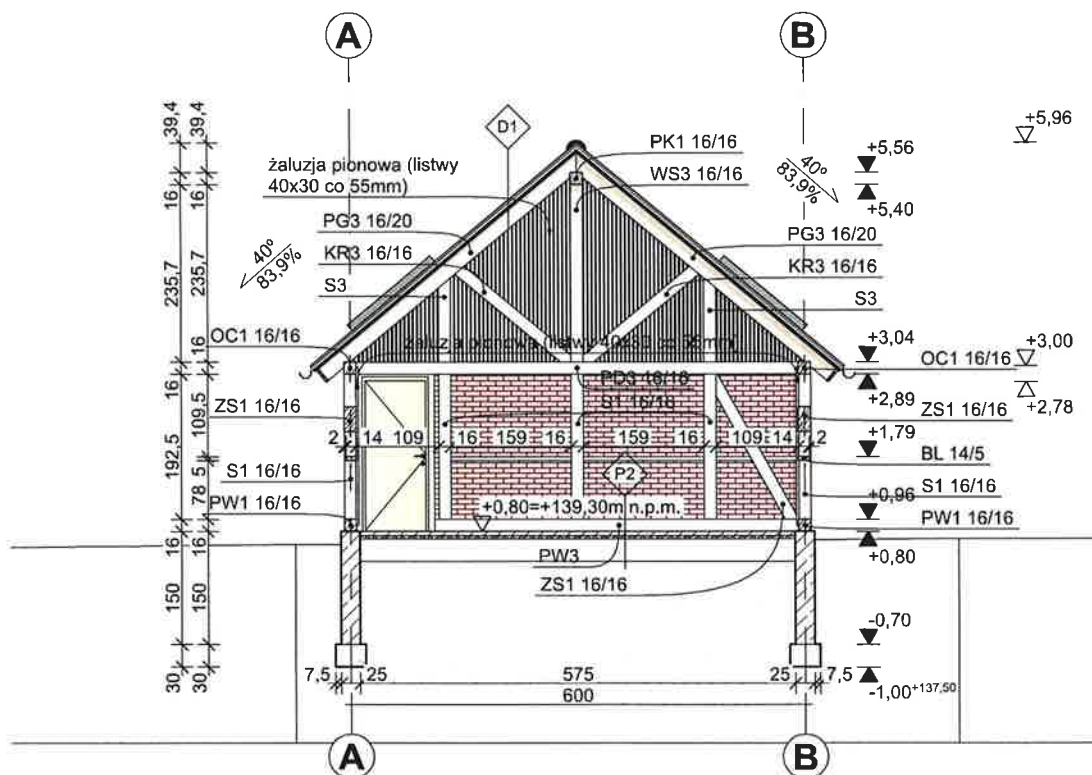 A
B
39,4
39,4
16
16
235,7
235,7
16
16
109,5
192,5
5
78
16
16
150
150
30
30
D1
żaluzja pionowa (listwy
40x30 co 55mm)
PG3 16/20
KR3 16/16
40°
83,9%
S3
OC1 16/16
ZS1 16/16
S1 16/16
PW1 16/16
PK1 16/16
WS3 16/16
40°
83,9%
PG3 16/20
KR3 16/16
S3
OC1 16/16
ZS1 16/16
BL 14/5
S1 16/16
PW1 16/16
+5,96
+5,56
+5,40
+3,04
+3,00
+2,89
+2,78
+1,79
+0,96
+0,80
-0,70
-1,00 +137,50
żaluzja pionowa (listwy 40x30 co 55mm)
PD3 16/16
S1 16/16
2 14 109 16 159 16 159 16 109 14 2
P2
+0,80=+139,30m n.p.m.
PW3
ZS1 16/16
7,5 25 575 25 7,5
600
A
B